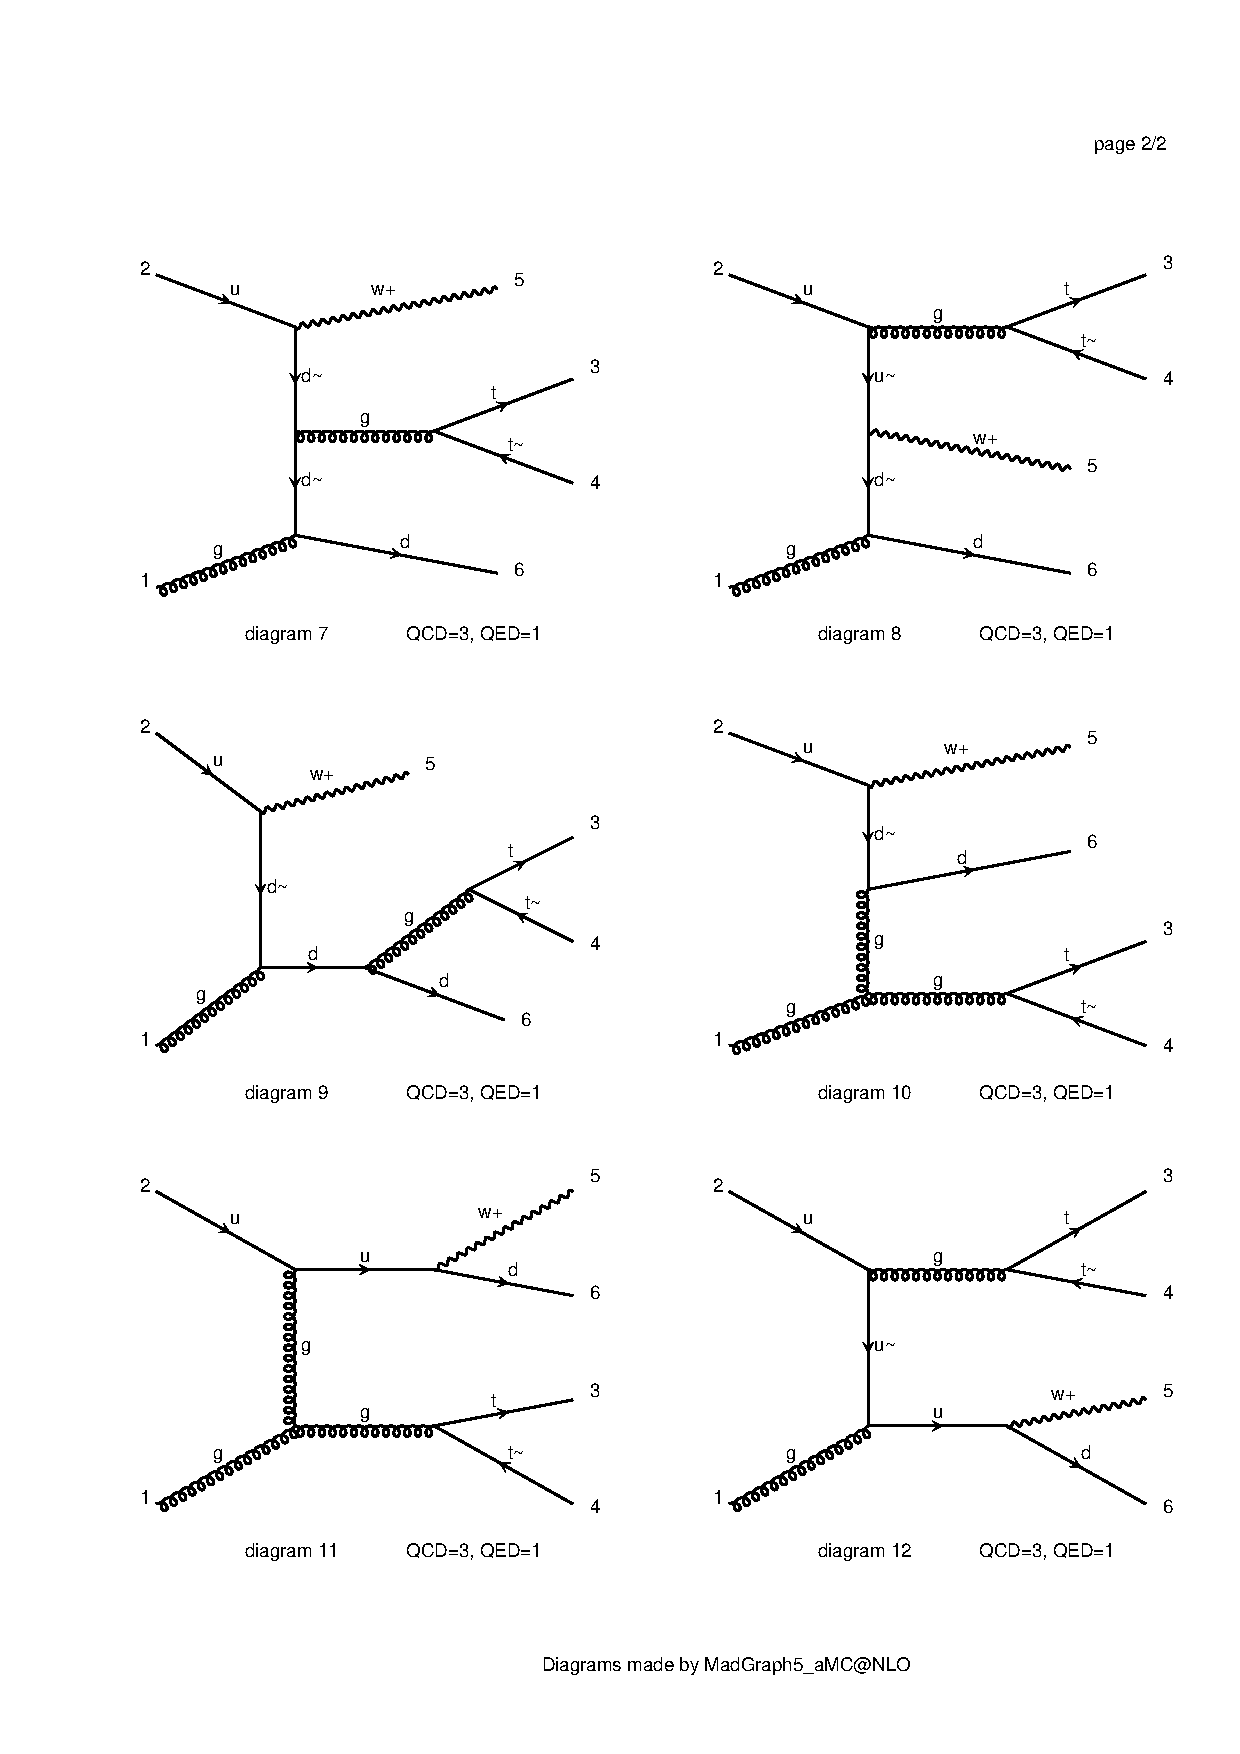 page 2/2
2
u
w+
5
d~
g
t
3
t~
4
d~
g
1
d
6
diagram 7 QCD=3, QED=1
2
u
g
t
3
t~
4
u~
w+
5
d~
g
1
d
6
diagram 8 QCD=3, QED=1
2
u
w+
5
d~
t
3
g
t~
4
d
g
1
d
6
diagram 9 QCD=3, QED=1
2
u
w+
5
d~
d
6
g
t
3
g
g
t~
1
4
diagram 10 QCD=3, QED=1
2
u
w+
5
u
d
6
g
t
3
g
g
t~
1
4
diagram 11 QCD=3, QED=1
2
u
g
t
3
t~
4
u~
w+
5
u
g
d
1
6
diagram 12 QCD=3, QED=1
Diagrams made by MadGraph5_aMC@NLO